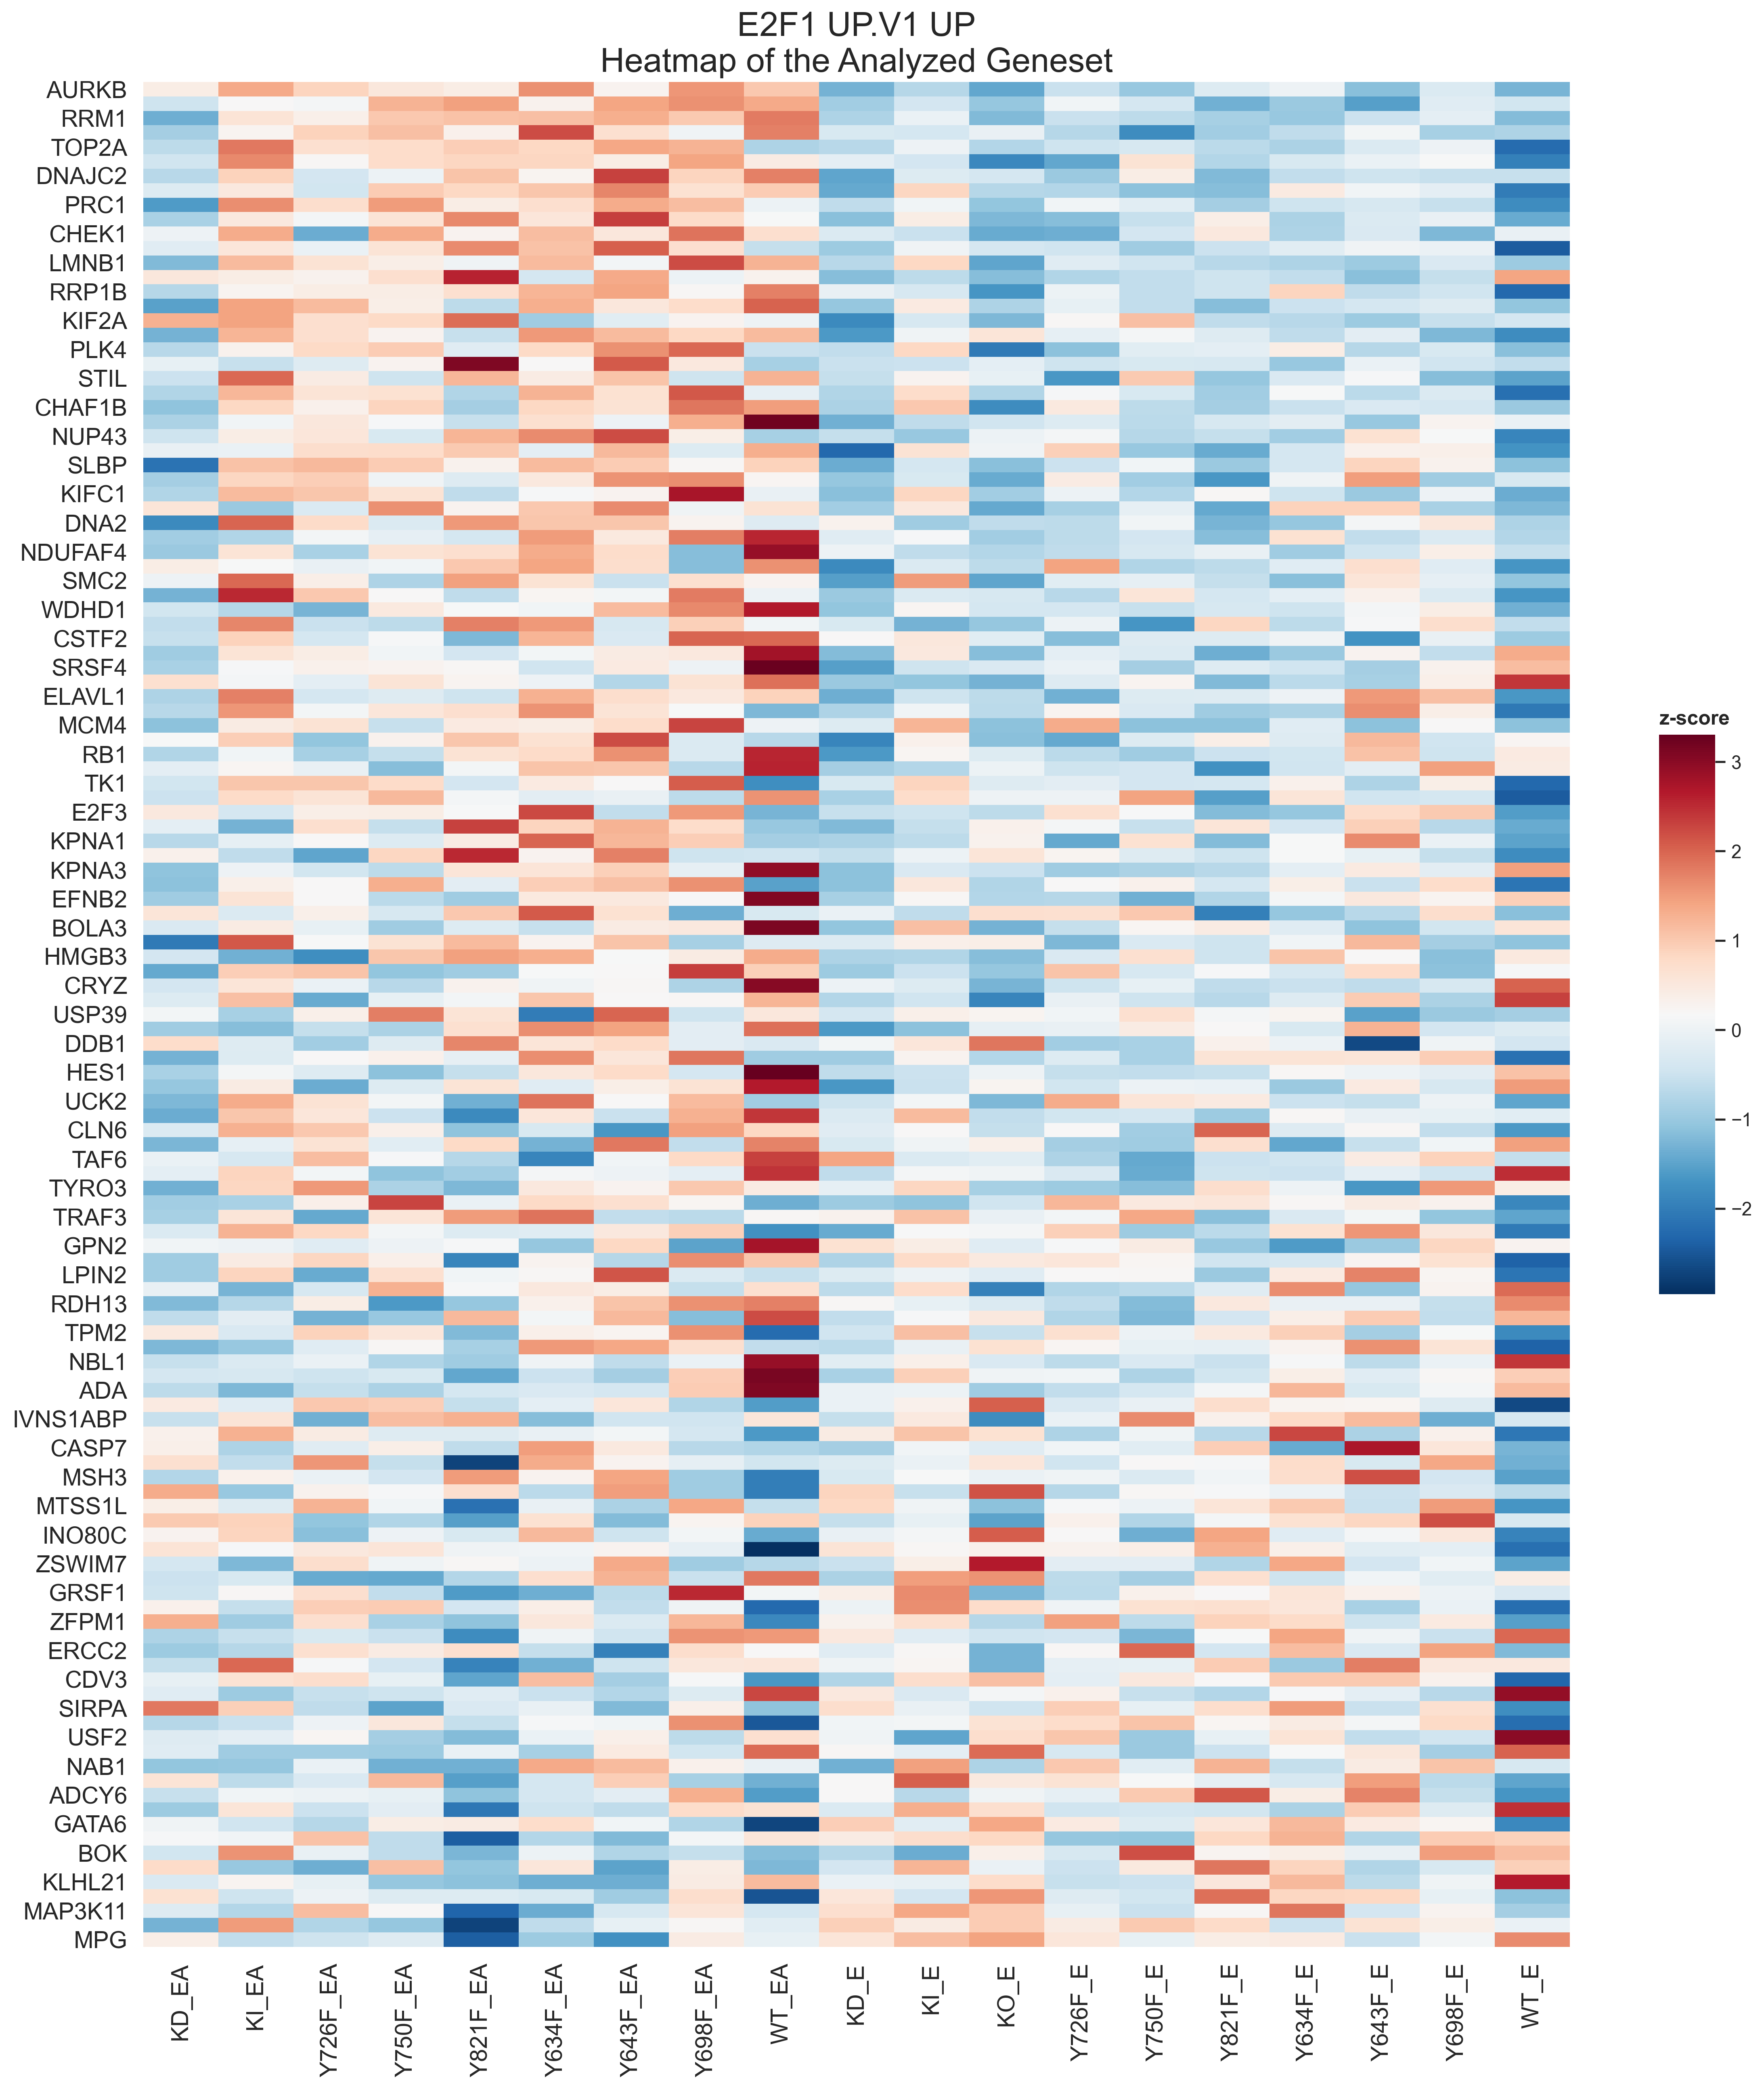 E2F1 UP.V1 UP
Heatmap of the Analyzed Geneset
AURKB
RRM1
TOP2A
DNAJC2
PRC1
CHEK1
LMNB1
RRP1B
KIF2A
PLK4
STIL
CHAF1B
NUP43
SLBP
KIFC1
DNA2
NDUFAF4
SMC2
WDHD1
CSTF2
SRSF4
ELAVL1
MCM4
RB1
TK1
E2F3
KPNA1
KPNA3
EFNB2
BOLA3
HMGB3
CRYZ
USP39
DDB1
HES1
UCK2
CLN6
TAF6
TYRO3
TRAF3
GPN2
LPIN2
RDH13
TPM2
NBL1
ADA
IVNS1ABP
CASP7
MSH3
MTSS1L
INO80C
ZSWIM7
GRSF1
ZFPM1
ERCC2
CDV3
SIRPA
USF2
NAB1
ADCY6
GATA6
BOK
KLHL21
MAP3K11
MPG
KD_EA
KI_EA
Y726F_EA
Y750F_EA
Y821F_EA
Y634F_EA
Y643F_EA
Y698F_EA
WT_EA
KD_E
KI_E
KO_E
Y726F_E
Y750F_E
Y821F_E
Y634F_E
Y643F_E
Y698F_E
WT_E
z-score
3
2
1
0
−1
−2